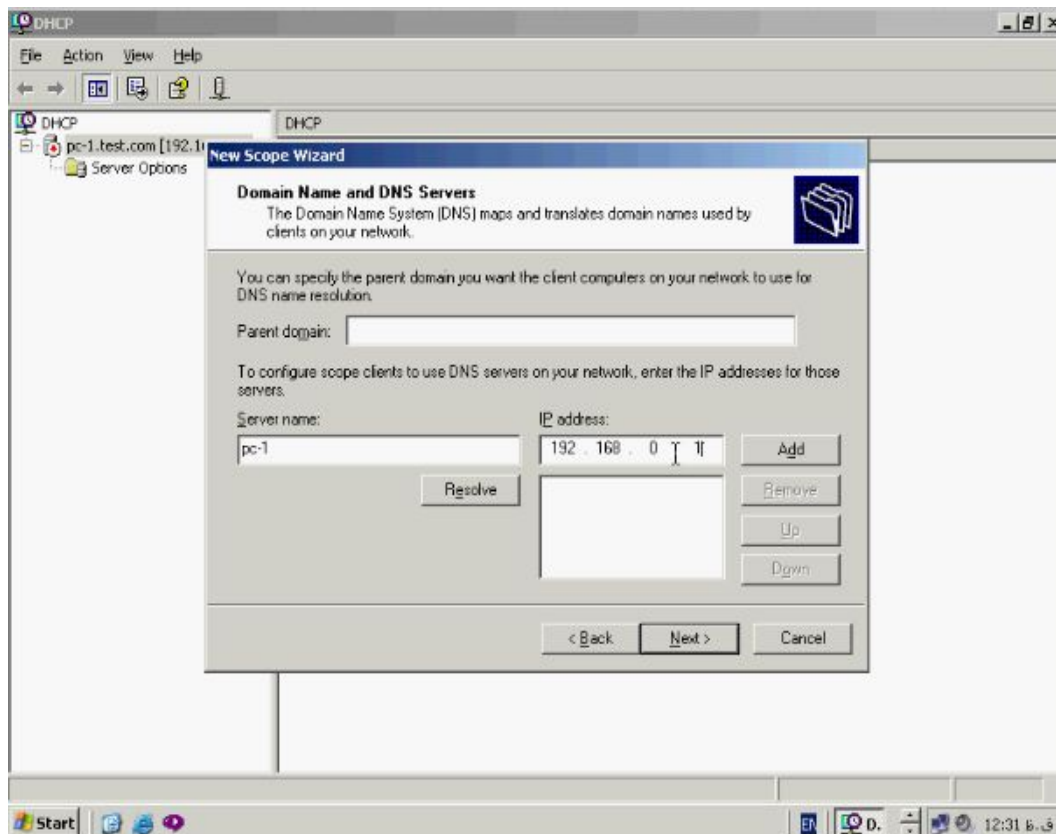 DHCP
File Action View Help
DHCP
DHCP
pc-1.test.com [192.1
Server Options
New Scope Wizard
Domain Name and DNS Servers
The Domain Name System (DNS) maps and translates domain names used by
clients on your network.
You can specify the parent domain you want the client computers on your network to use for
DNS name resolution.
Parent domain:
To configure scope clients to use DNS servers on your network, enter the IP addresses for those
servers.
Server name:
IP address:
pc-1
192 . 168 . 0 . 1
Add
Resolve
Remove
Up
Down
< Back
Next >
Cancel
Start
EN
D.
12:31